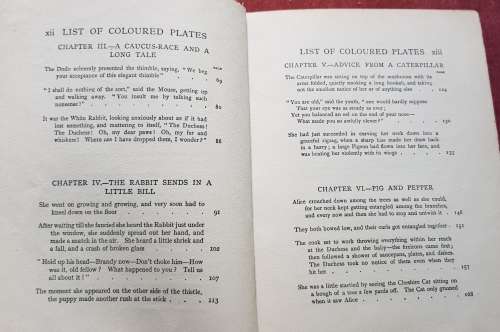 xii LIST OF COLOURED PLATES
CHAPTER III.—A CAUCUS-RACE AND A
LONG TALE
The Dodo solemnly presented the thimble, saying, "We beg
your acceptance of this elegant thimble" 69
"I shall do nothing of the sort," said the Mouse, getting up
and walking away. "You insult me by talking such
nonsense!" 80
It was the White Rabbit, looking anxiously about as if it had
lost something, and muttering to itself, "The Duchess!
The Duchess! Oh, my dear paws! Oh, my fur and
whiskers! Where can I have dropped them, I wonder?" 86
CHAPTER IV.—THE RABBIT SENDS IN A
LITTLE BILL
She went on growing and growing, and very soon had to
kneel down on the floor 91
After waiting till she fancied she heard the Rabbit just under
the window, she suddenly spread out her hand, and
made a snatch in the air. She heard a little shriek and
a fall, and a crash of broken glass 102
"Hold up his head—Brandy now—Don't choke him—How
was it, old fellow? What happened to you? Tell us
all about it!" 107
The moment she appeared on the other side of the thistle,
the puppy made another rush at the stick 113
LIST OF COLOURED PLATES xiii
CHAPTER V.—ADVICE FROM A CATERPILLAR
The Caterpillar was sitting on top of the mushroom with its
arms folded, quietly smoking a long hookah, and taking
not the smallest notice of her or of anything else 124
"You are old," said the youth, "one would hardly suppose
That your eye was as steady as ever;
Yet you balanced an eel on the end of your nose—
What made you so awfully clever?"
She had just succeeded in curving her neck down into a
graceful zigzag, when a sharp hiss made her draw back
in a hurry; a large Pigeon had flown into her face, and
was beating her violently with its wings 135
CHAPTER VI.—PIG AND PEPPER
Alice crouched down among the trees as well as she could,
for her neck kept getting entangled among the branches,
and every now and then she had to stop and untwist it
They both bowed low, and their curls got entangled together
The cook set to work throwing everything within her reach
at the Duchess and the baby—the fire-irons came first;
then followed a shower of saucepans, plates, and dishes.
The Duchess took no notice of them even when they
hit her 157
She was a little startled by seeing the Cheshire Cat sitting on
a bough of a tree a few yards off. The Cat only grinned
when it saw Alice